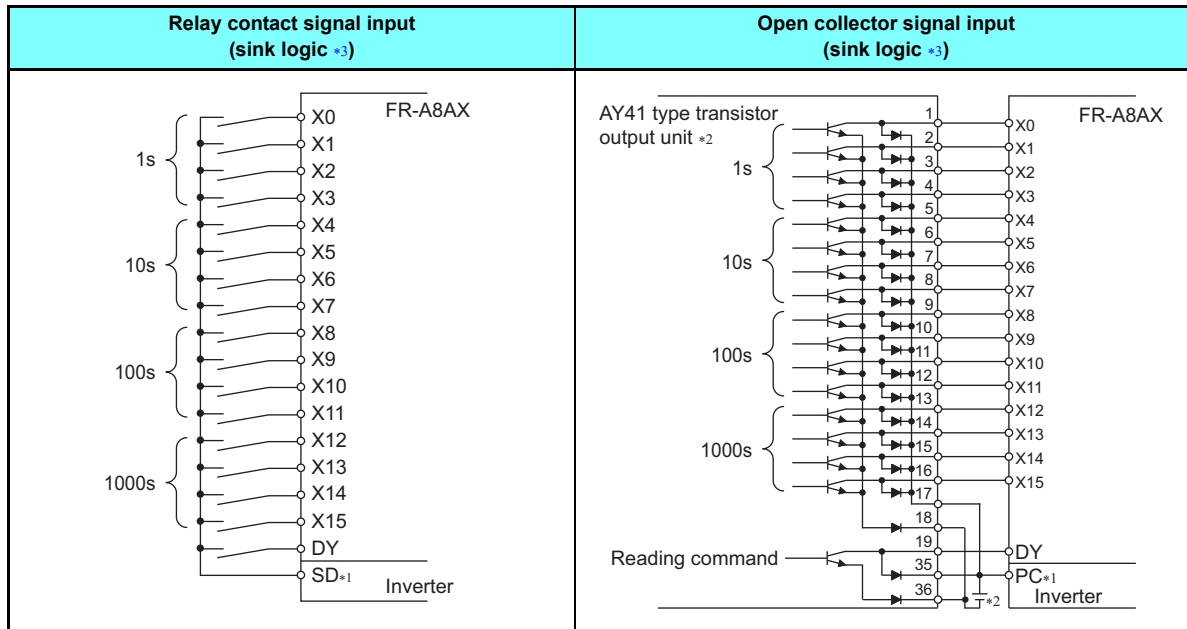 Relay contact signal input
(sink logic *3)
Open collector signal input
(sink logic *3)
FR-A8AX
X0
X1
X2
X3
X4
X5
X6
X7
X8
X9
X10
X11
X12
X13
X14
X15
DY
SD*1
Inverter
1s
10s
100s
1000s
AY41 type transistor
output unit *2
FR-A8AX
1s
10s
100s
1000s
Reading command
1
2
3
4
5
6
7
8
9
10
11
12
13
14
15
16
17
18
19
35
36
X0
X1
X2
X3
X4
X5
X6
X7
X8
X9
X10
X11
X12
X13
X14
X15
DY
PC*1
*2
Inverter